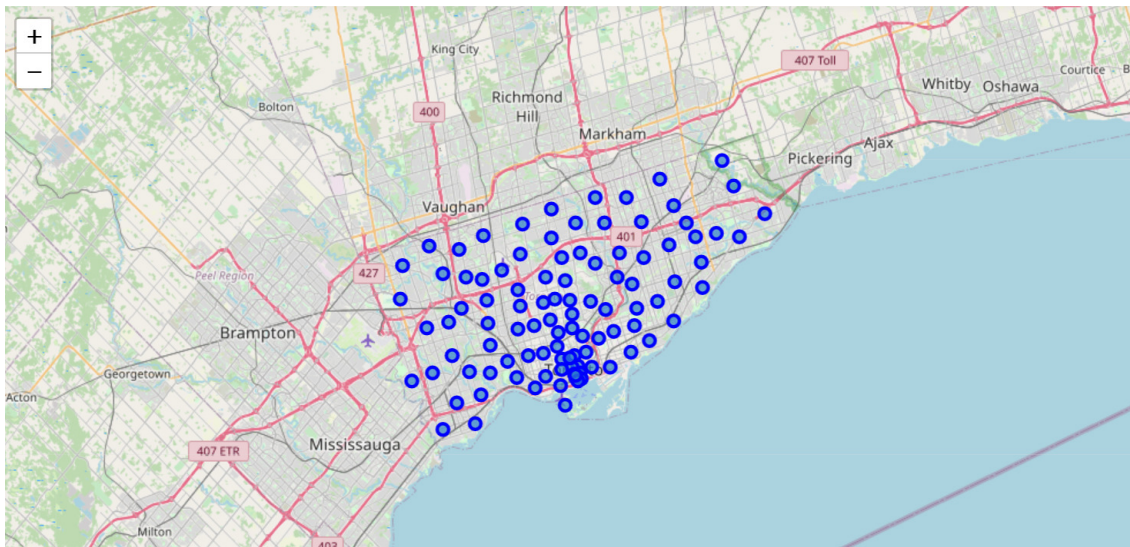 +
−
King City
407 Toll
Whitby
Oshawa
Courtice
Bolton
400
Richmond
Hill
Markham
Ajax
Pickering
Vaughan
401
427
Peel Region
Brampton
Georgetown
Acton
Mississauga
407 ETR
Milton
403